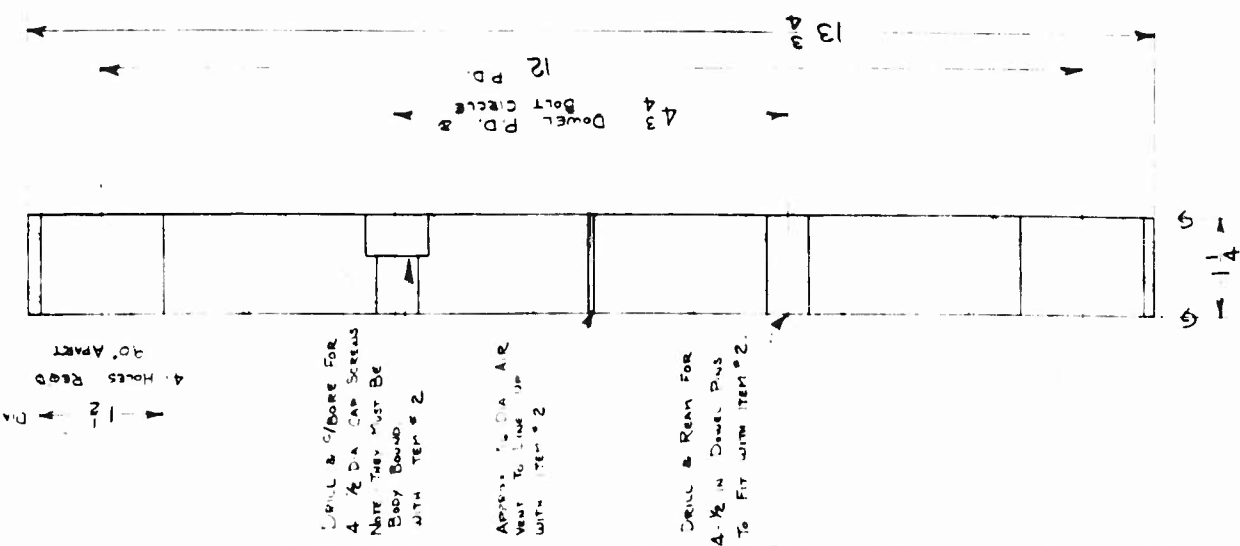 13 3/4
12 P.D.
4 3/4 DOWEL P.D. &
BOLT CIRCLE
1 1/4
G
G
1 1/2 DIA
4 HOLES REQ'D
90° APART
DRILL & C/BORE FOR
4 1/2 DIA CAP SCREWS
NOTE THEY MUST BE
BODY BOUND
WITH ITEM #2
DIA AIR
VENT TO LINE UP
WITH ITEM #2
DRILL & REAM FOR
4-1/2 IN DOWEL PINS
TO FIT WITH ITEM #2.